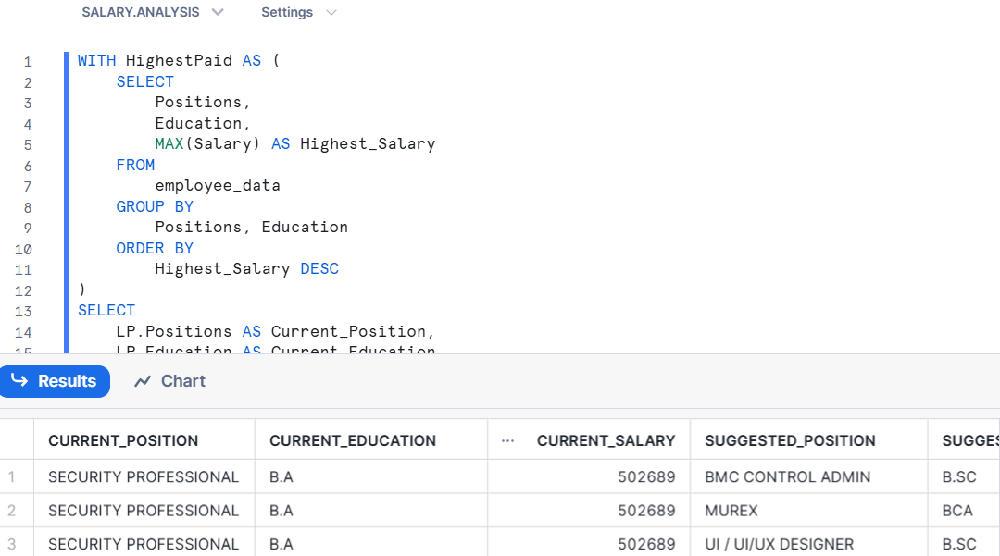 SALARY.ANALYSIS Settings
1 WITH HighestPaid AS (
2 SELECT
3 Positions,
4 Education,
5 MAX(Salary) AS Highest_Salary
6 FROM
7 employee_data
8 GROUP BY
9 Positions, Education
10 ORDER BY
11 Highest_Salary DESC
12 )
13 SELECT
14 LP.Positions AS Current_Position,
15 LP.Education AS Current_Education
Results Chart
CURRENT_POSITION CURRENT_EDUCATION ... CURRENT_SALARY SUGGESTED_POSITION SUGGES
1 SECURITY PROFESSIONAL B.A 502689 BMC CONTROL ADMIN B.SC
2 SECURITY PROFESSIONAL B.A 502689 MUREX BCA
3 SECURITY PROFESSIONAL B.A 502689 UI / UI/UX DESIGNER B.SC